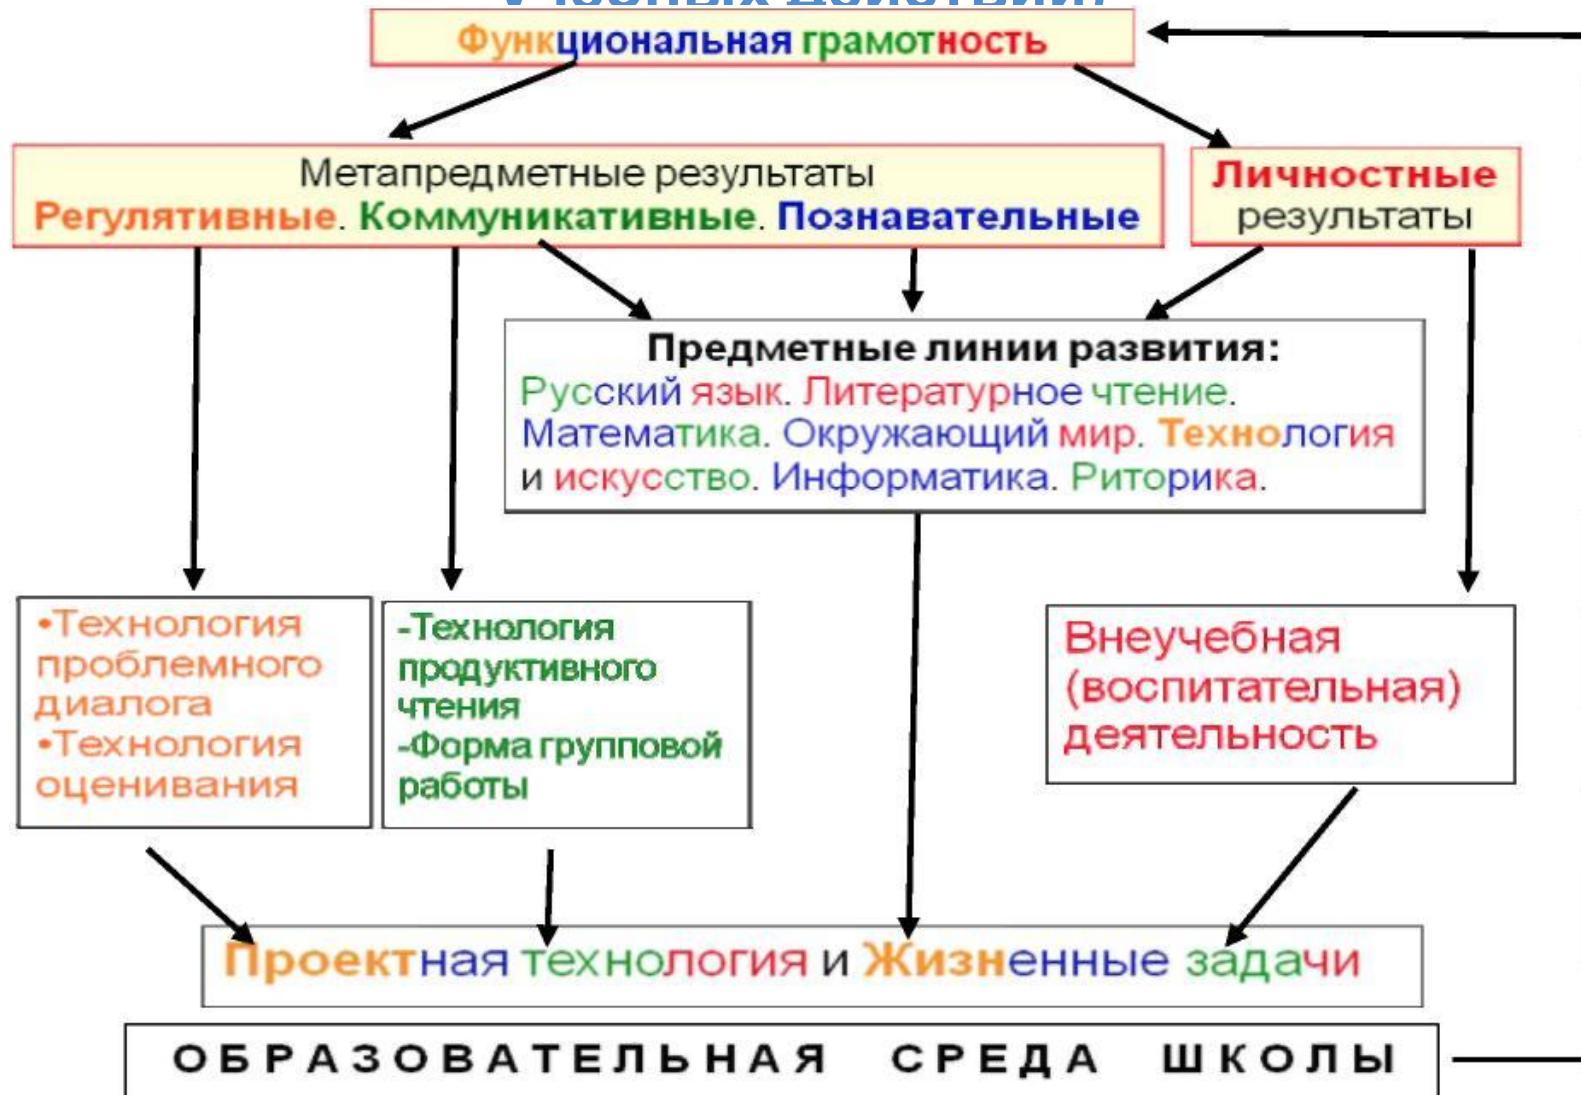 учебных действий)
Функциональная грамотность
Метапредметные результаты
Регулятивные. Коммуникативные. Познавательные
Личностные
результаты
Предметные линии развития:
Русский язык. Литературное чтение.
Математика. Окружающий мир. Технология
и искусство. Информатика. Риторика.
•Технология
проблемного
диалога
•Технология
оценивания
-Технология
продуктивного
чтения
-Форма групповой
работы
Внеучебная
(воспитательная)
деятельность
Проектная технология и Жизненные задачи
ОБРАЗОВАТЕЛЬНАЯ СРЕДА ШКОЛЫ